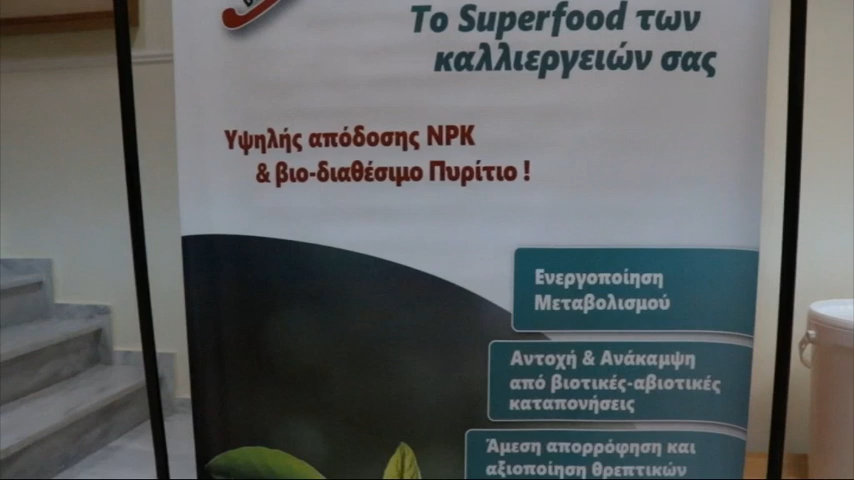 Το Superfood των
καλλιεργειών σας
Υψηλής απόδοσης NPK
& βιο-διαθέσιμο Πυρίτιο !
Ενεργοποίηση
Μεταβολισμού
Αντοχή & Ανάκαμψη
από βιοτικές-αβιοτικές
καταπονήσεις
Άμεση απορρόφηση και
αξιοποίηση θρεπτικών